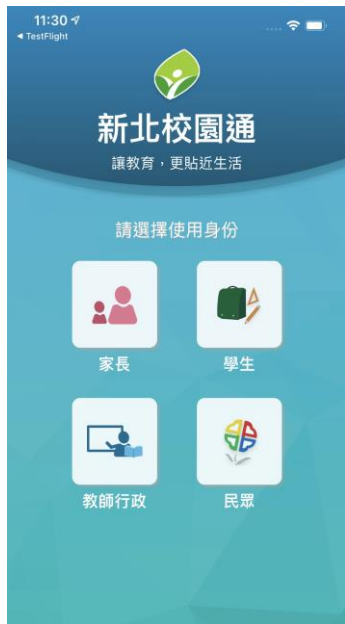 11:30
◀ TestFlight
新北校園通
讓教育，更貼近生活
請選擇使用身份
家長
學生
教師行政
民眾